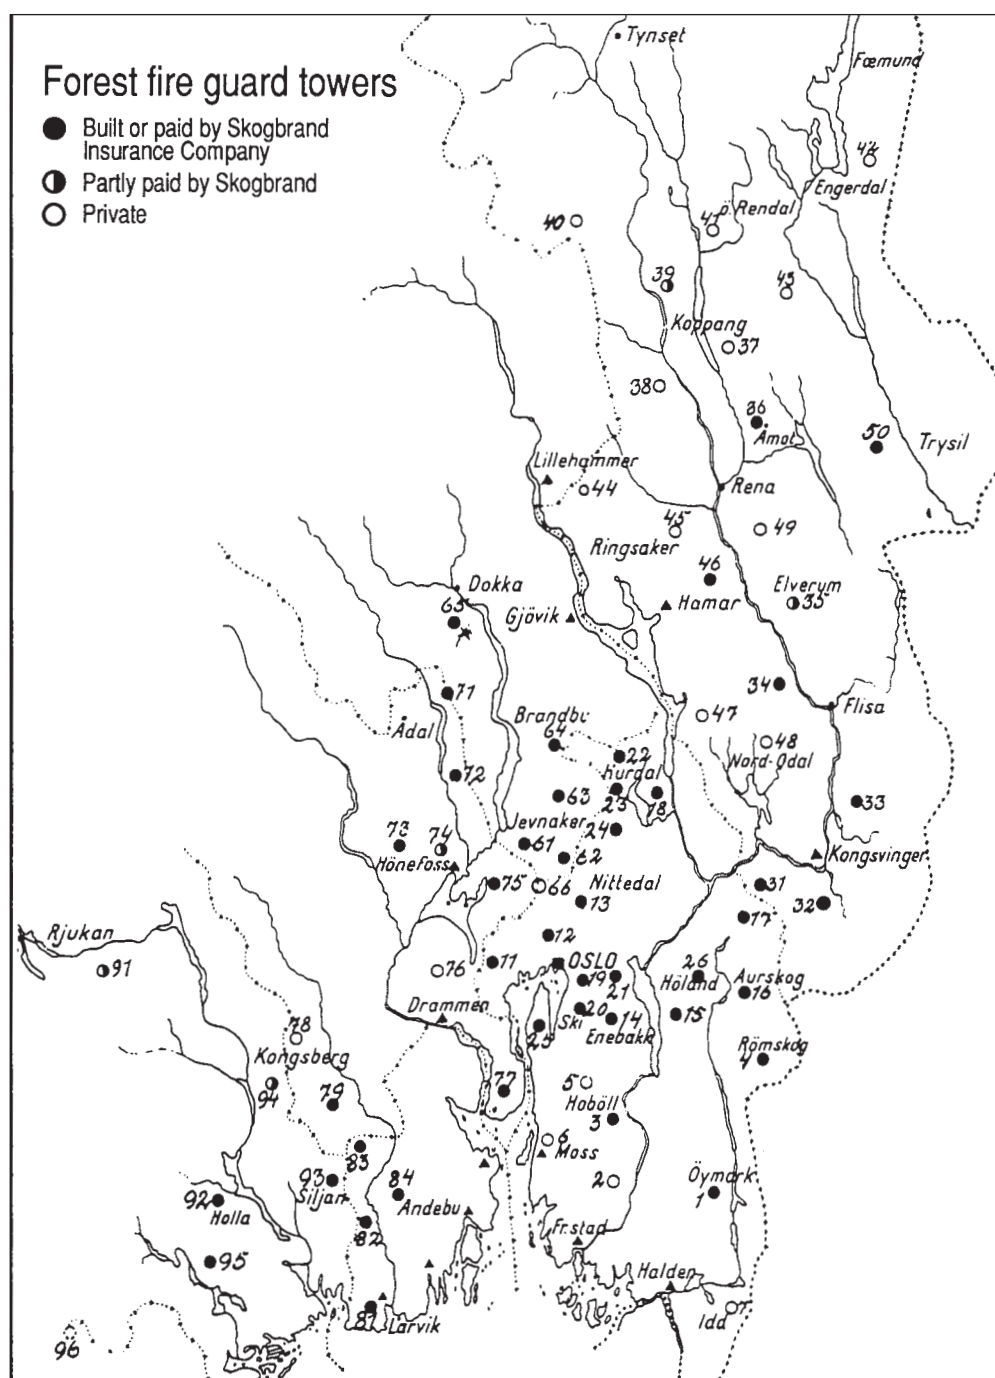 Tynset
Fœmund
Forest fire guard towers
Built or paid by Skogbrand
Insurance Company
Partly paid by Skogbrand
Private
42
Engerdal
ø. Rendal
41
40
39
43
Koppang
37
38
36
Åmot
50
Trysil
Lillehammer
44
Rena
45
49
Ringsaker
46
Elverum
35
Dokka
65
Gjövik
Hamar
34
71
47
Flisa
Ådal
Brandbu
64
22
48
Nord-Odal
72
Hurdal
63
23
18
33
Jevnaker
24
73
74
61
62
Kongsvinger
Hönefoss
75
66
Nittedal
31
13
32
17
Rjukan
12
91
76
11
OSLO
19
21
26
Höland
Aurskog
16
Drammen
20
Ski
14
15
25
Enebakk
78
Kongsberg
Römskog
4
94
79
77
5
Hoböll
3
83
6
Moss
93
Siljan
84
2
Öymark
1
92
Holla
Andebu
82
Fr.stad
95
Halden
81
Larvik
Idd
7
96